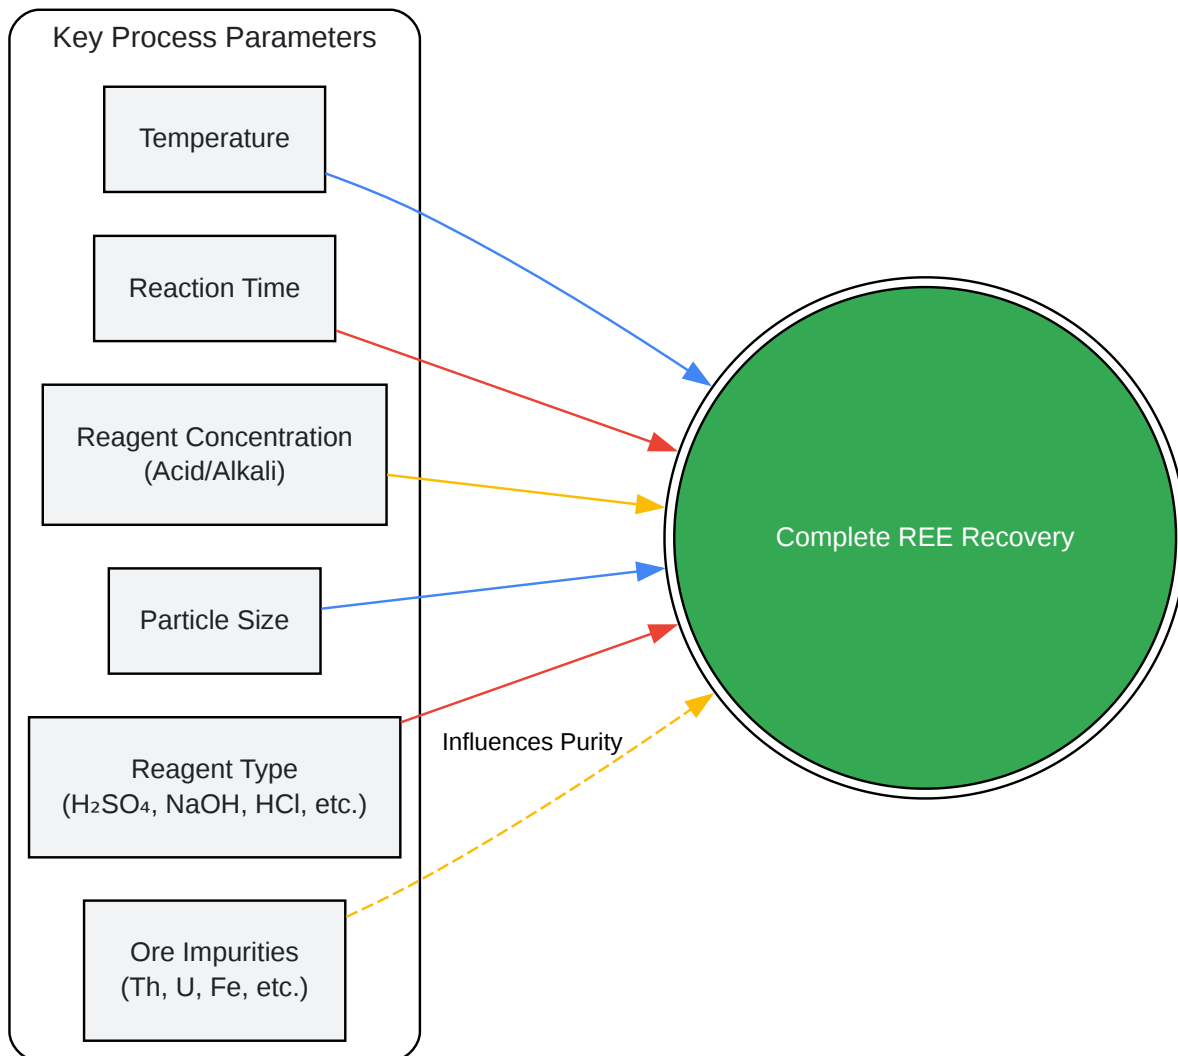 Key Process Parameters
Temperature
Reaction Time
Reagent Concentration
(Acid/Alkali)
Particle Size
Reagent Type
(H₂SO₄, NaOH, HCl, etc.)
Ore Impurities
(Th, U, Fe, etc.)
Influences Purity
Complete REE Recovery